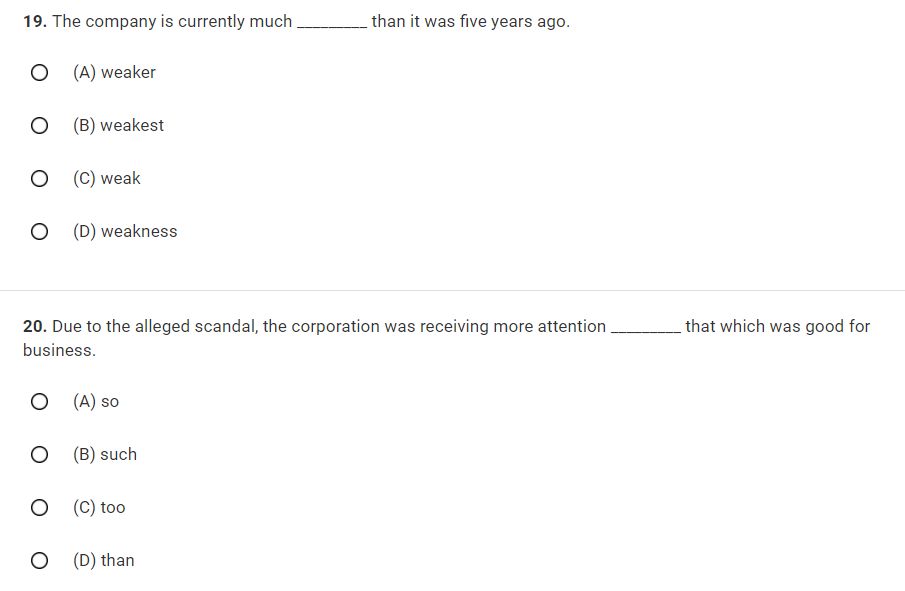 19. The company is currently much _________ than it was five years ago.
(A) weaker
(B) weakest
(C) weak
(D) weakness
20. Due to the alleged scandal, the corporation was receiving more attention _________ that which was good for
business.
(A) so
(B) such
(C) too
(D) than